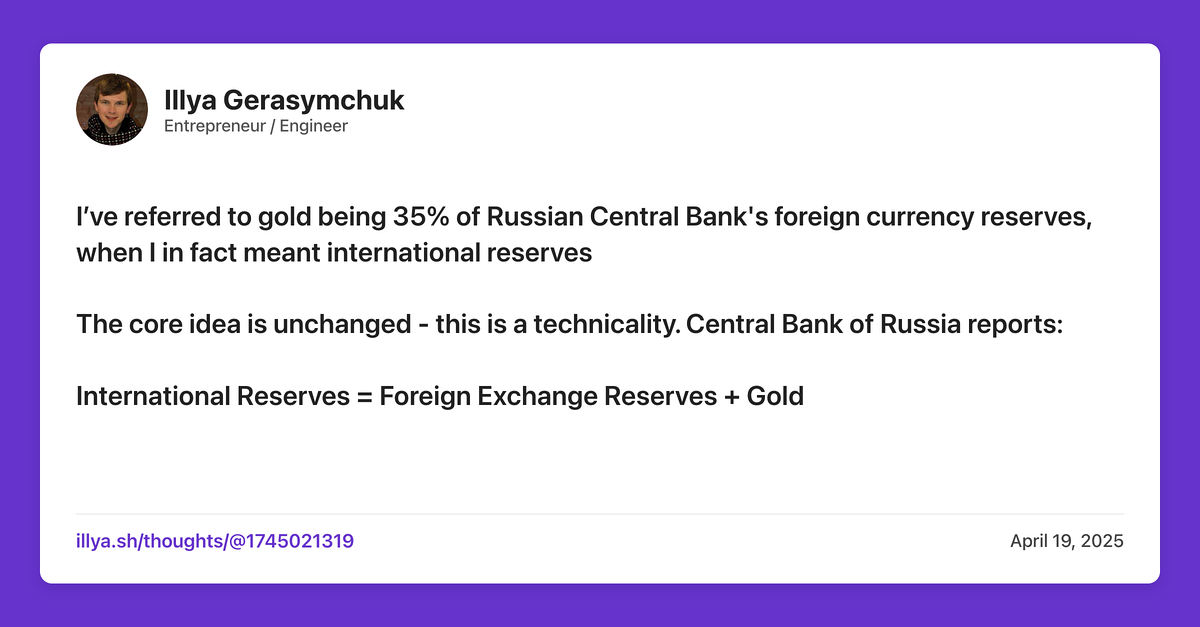 Illya Gerasymchuk
Entrepreneur / Engineer
I’ve referred to gold being 35% of Russian Central Bank's foreign currency reserves,
when I in fact meant international reserves
The core idea is unchanged - this is a technicality. Central Bank of Russia reports:
International Reserves = Foreign Exchange Reserves + Gold
illya.sh/thoughts/@1745021319
April 19, 2025